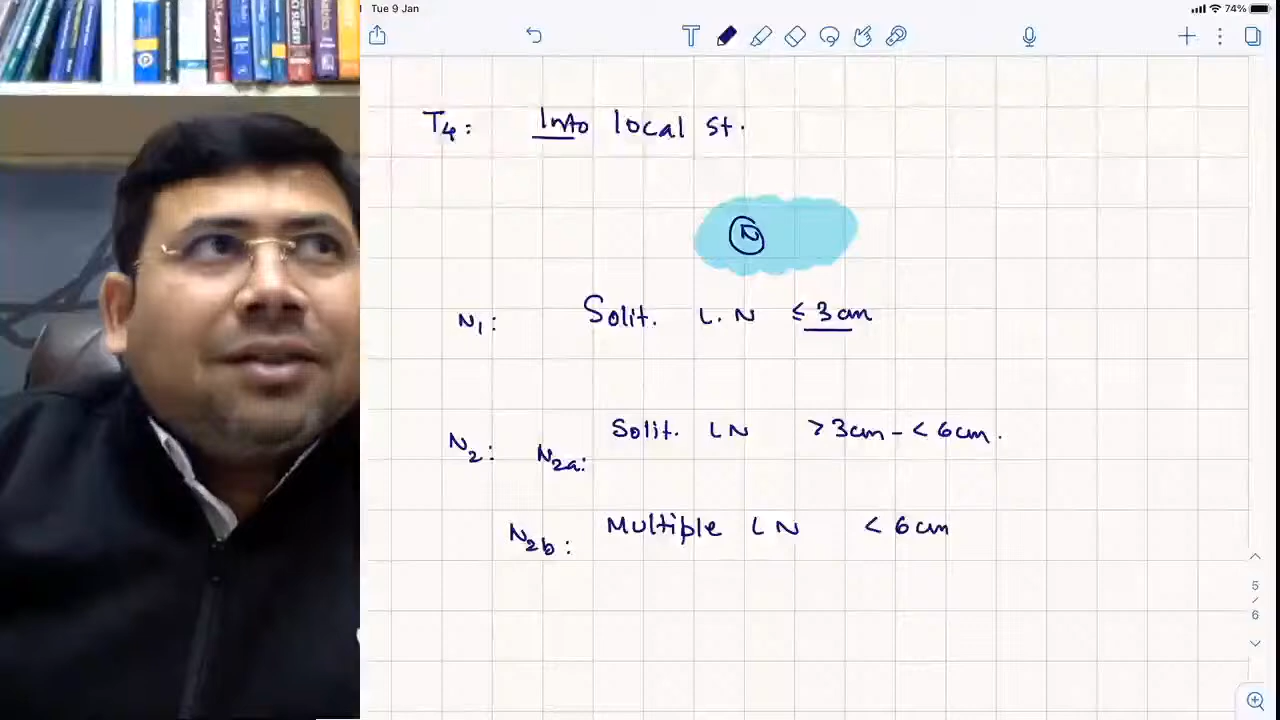 Tue 9 Jan
74%
T4: Into local st.
N
N1: Solit. L.N ≤ 3cm
N2: N2a: Solit. LN >3cm - < 6cm.
N2b: Multiple LN < 6cm
5
6